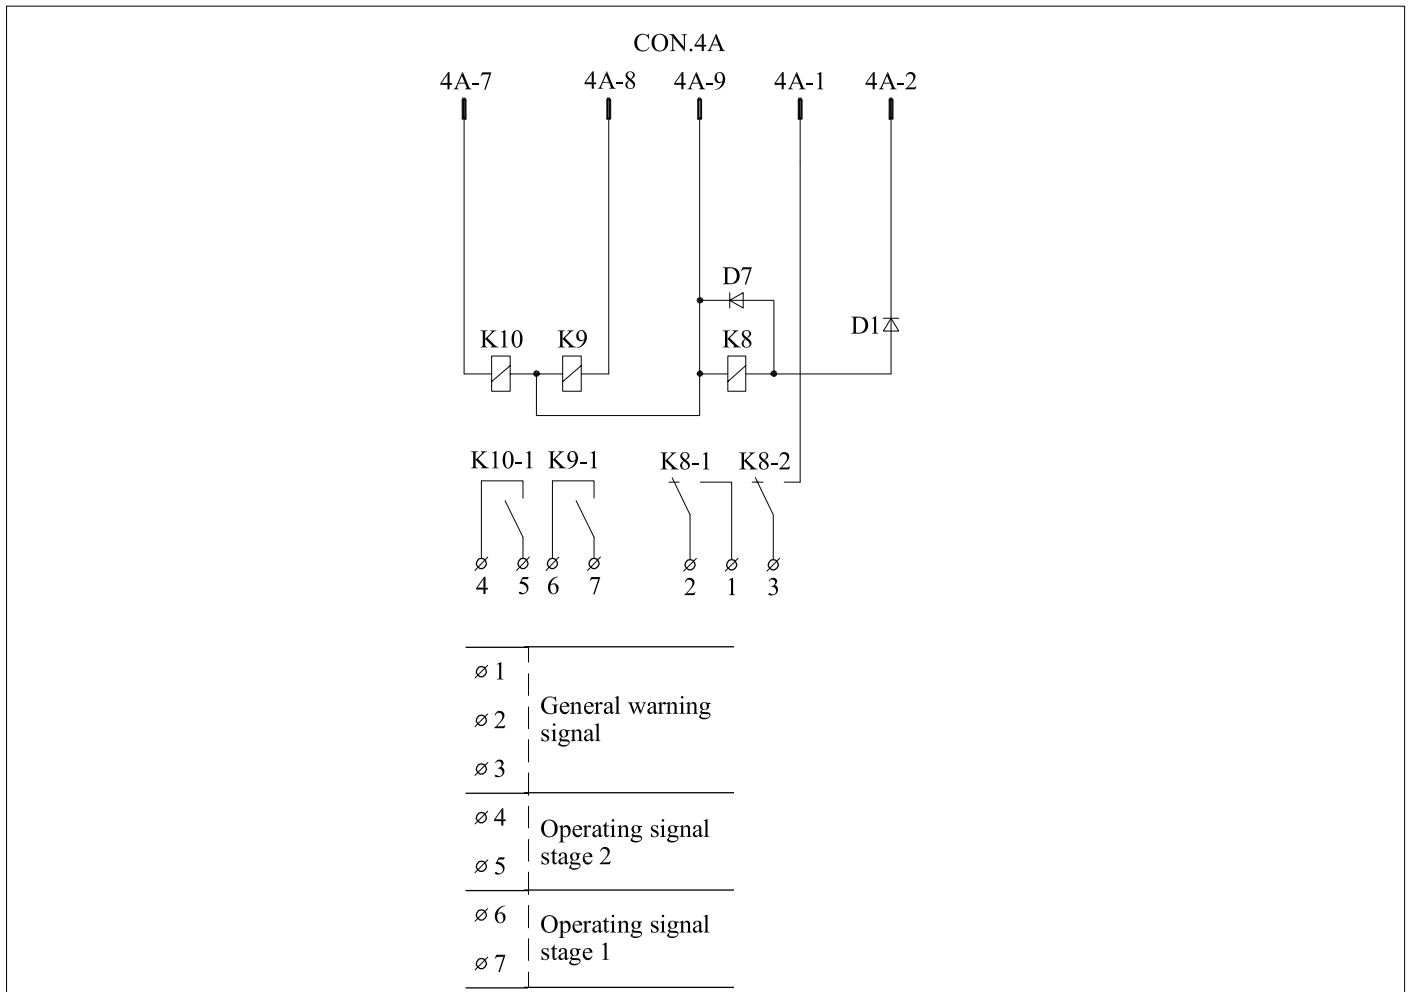 CON.4A
4A-7 4A-8 4A-9 4A-1 4A-2
D7
D1
K10 K9 K8
K10-1 K9-1 K8-1 K8-2
4 5 6 7 2 1 3
1
General warning
2
signal
3
4
Operating signal
stage 2
5
6
Operating signal
stage 1
7